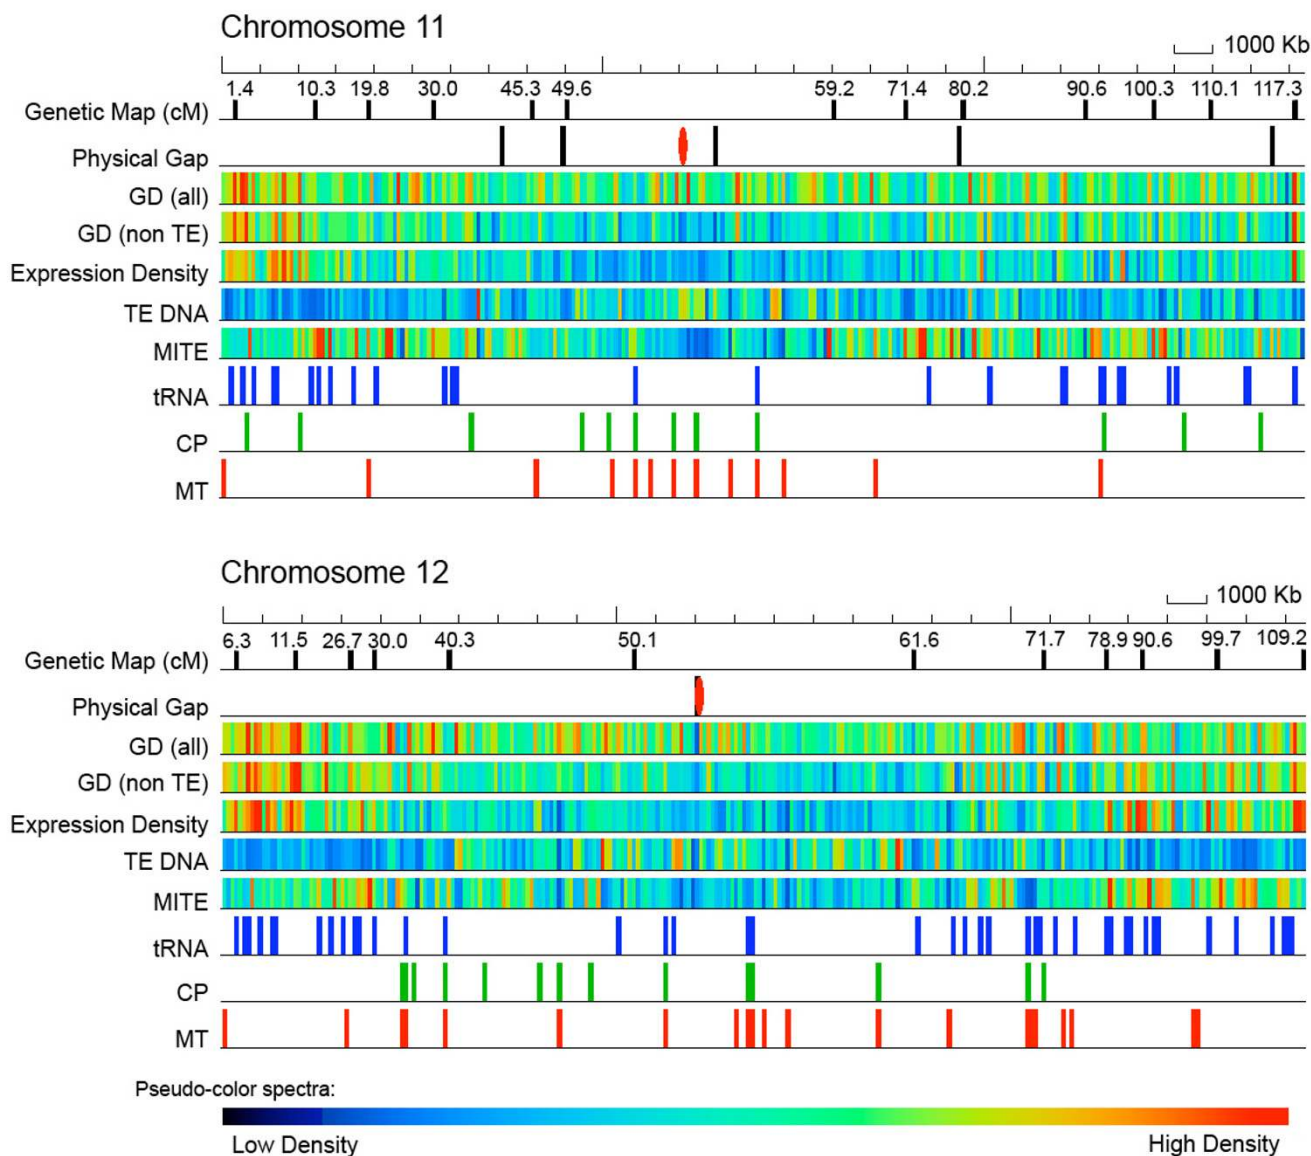 Chromosome 11
1000 Kb
1.4 10.3 19.8 30.0 45.3 49.6 59.2 71.4 80.2 90.6 100.3 110.1 117.3
Genetic Map (cM)
Physical Gap
GD (all)
GD (non TE)
Expression Density
TE DNA
MITE
tRNA
CP
MT
Chromosome 12
1000 Kb
6.3 11.5 26.7 30.0 40.3 50.1 61.6 71.7 78.9 90.6 99.7 109.2
Genetic Map (cM)
Physical Gap
GD (all)
GD (non TE)
Expression Density
TE DNA
MITE
tRNA
CP
MT
Pseudo-color spectra:
Low Density High Density